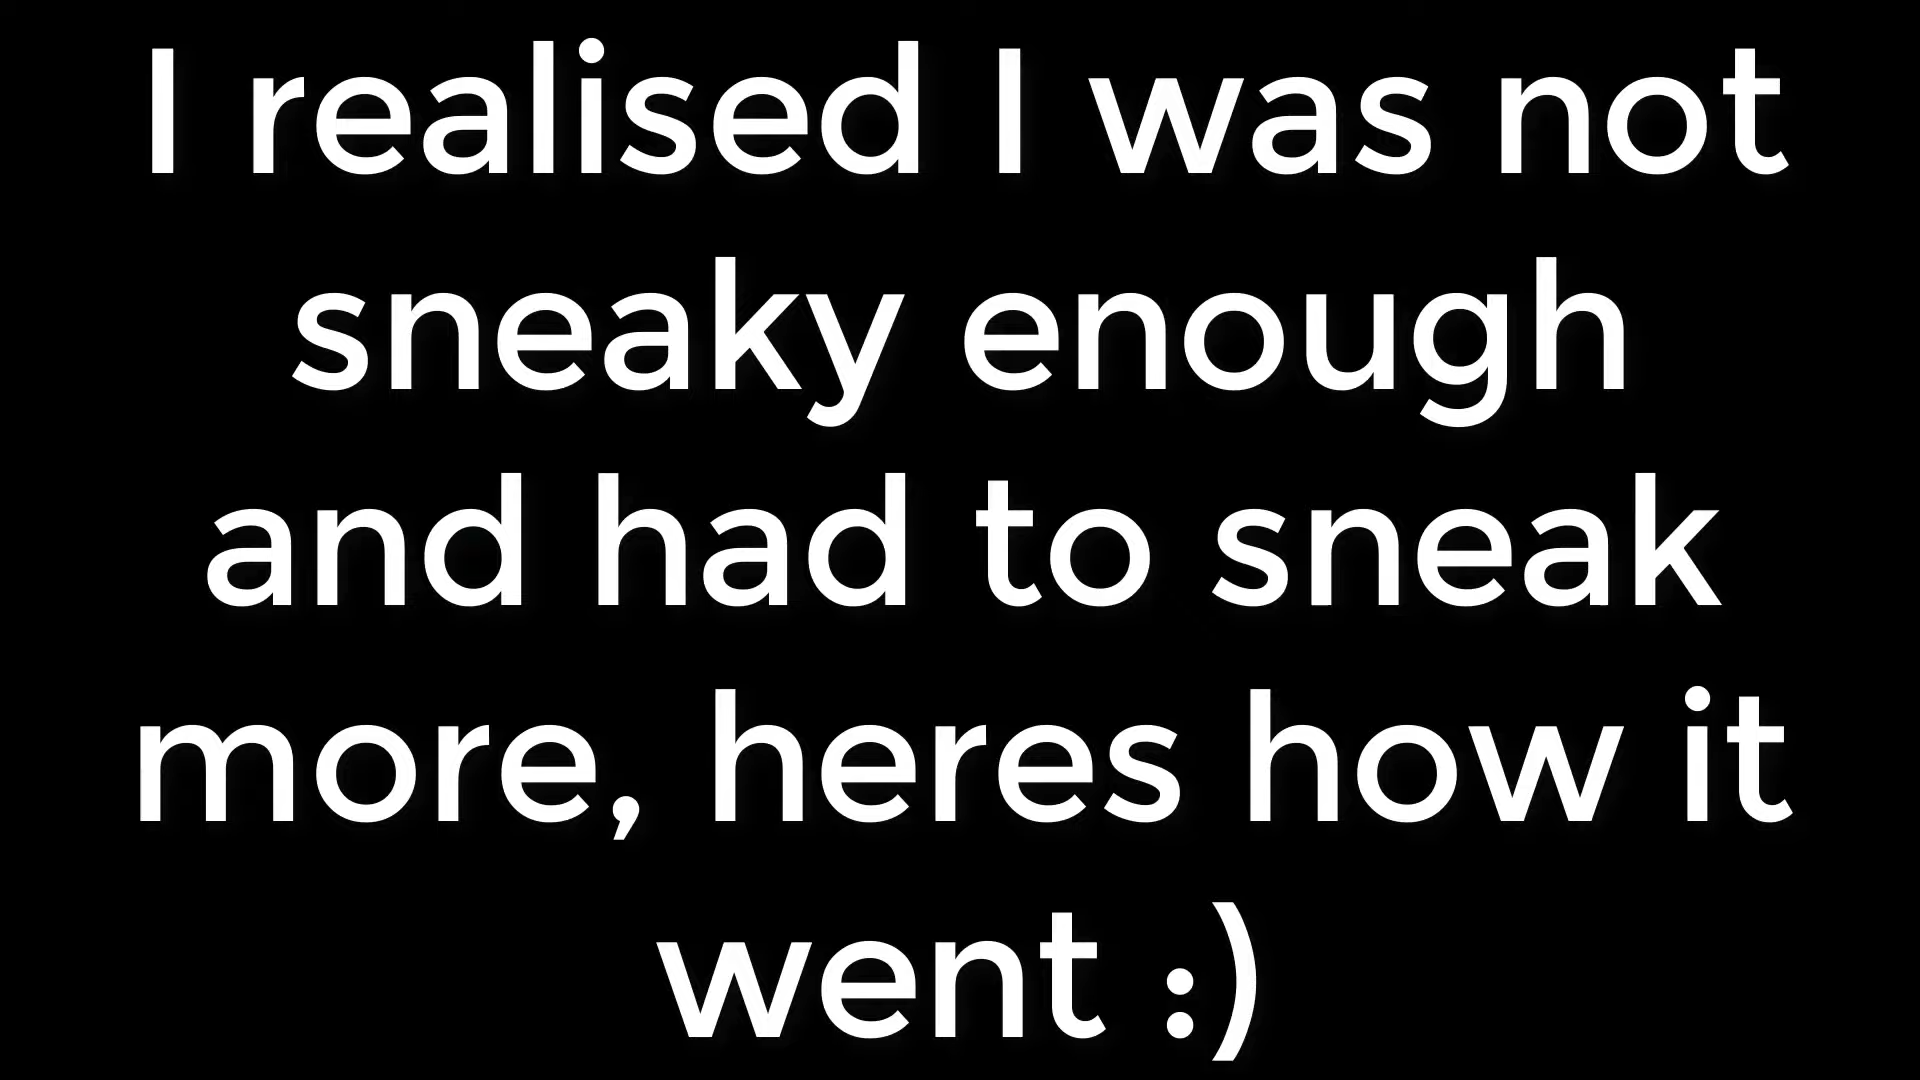 I realised I was not
sneaky enough
and had to sneak
more, heres how it
went :)